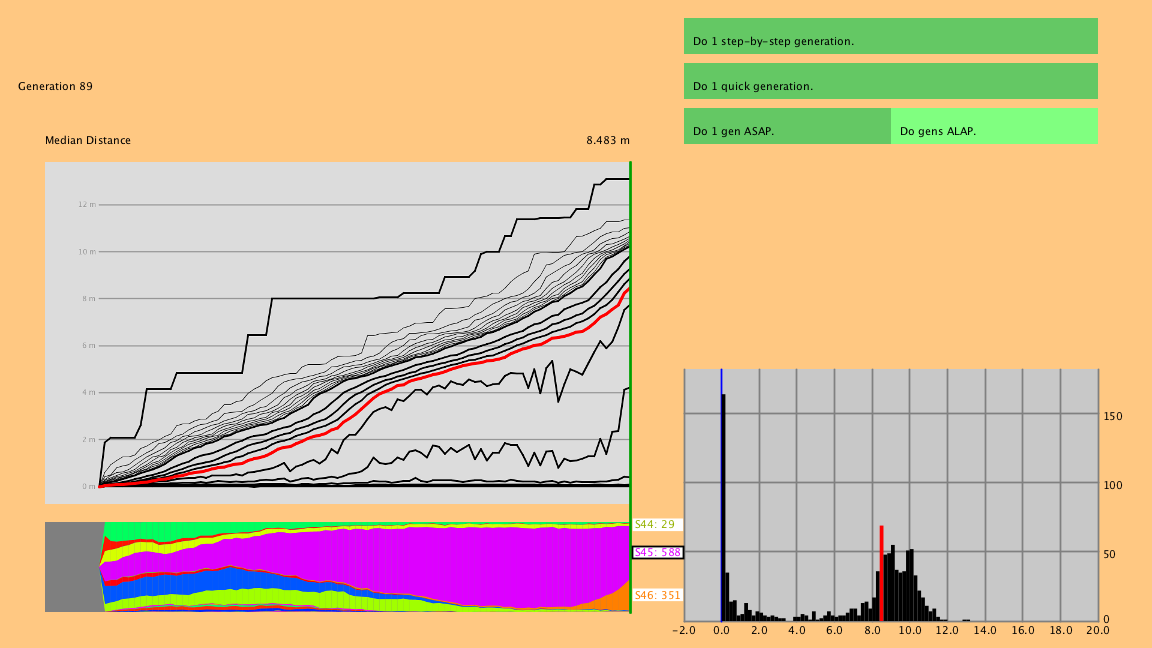 Do 1 step-by-step generation.
Generation 89
Do 1 quick generation.
Do 1 gen ASAP.
Do gens ALAP.
Median Distance
8.483 m
12 m
10 m
8 m
6 m
4 m
2 m
0 m
S44: 29
S45: 588
S46: 351
150
100
50
0
-2.0 0.0 2.0 4.0 6.0 8.0 10.0 12.0 14.0 16.0 18.0 20.0